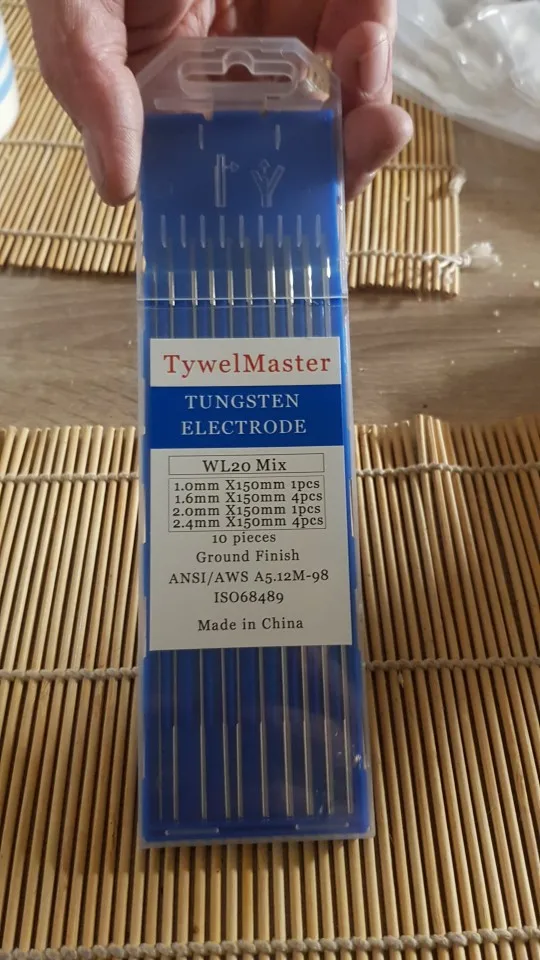 TywelMaster
TUNGSTEN
ELECTRODE
WL20 Mix
1.0mm X150mm 1pcs
1.6mm X150mm 4pcs
2.0mm X150mm 1pcs
2.4mm X150mm 4pcs
10 pieces
Ground Finish
ANSI/AWS A5.12M-98
ISO68489
Made in China